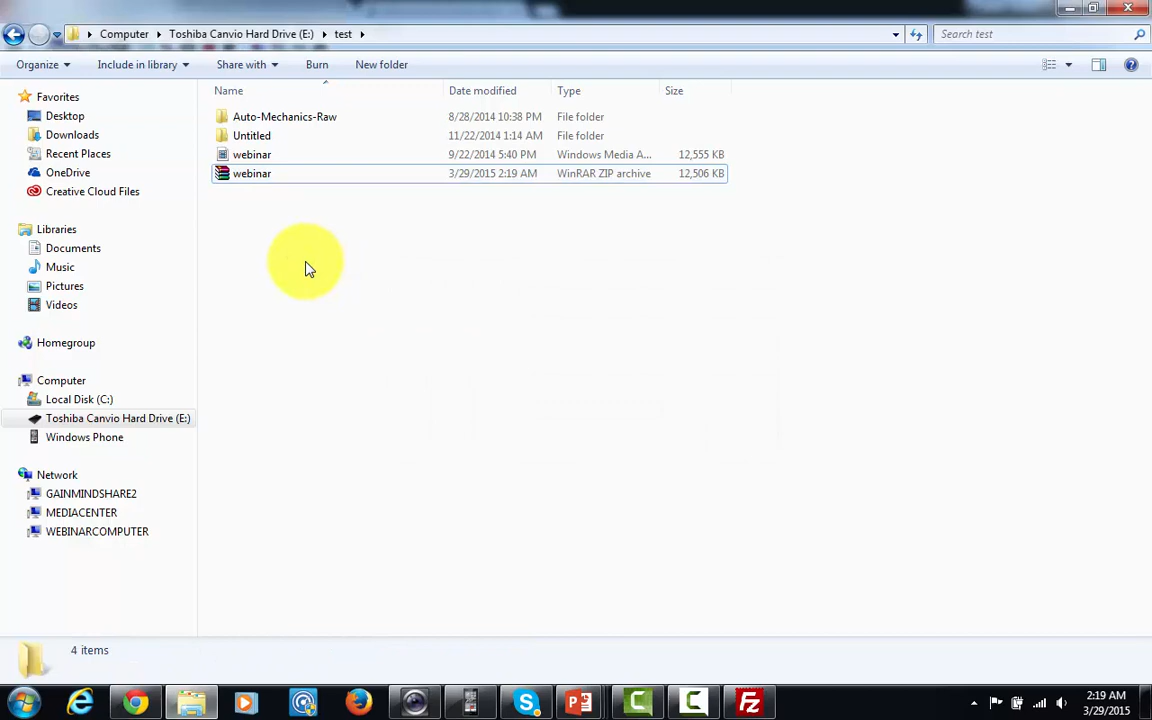 Computer
Toshiba Canvio Hard Drive (E:)
test
Search test
Organize
Include in library
Share with
Burn
New folder
Name
Date modified
Type
Size
Favorites
Desktop
Downloads
Recent Places
OneDrive
Creative Cloud Files
Libraries
Documents
Music
Pictures
Videos
Homegroup
Computer
Local Disk (C:)
Toshiba Canvio Hard Drive (E:)
Windows Phone
Network
GAINMINDSHARE2
MEDIACENTER
WEBINARCOMPUTER
Auto-Mechanics-Raw 8/28/2014 10:38 PM File folder
Untitled 11/22/2014 1:14 AM File folder
webinar 9/22/2014 5:40 PM Windows Media A... 12,555 KB
webinar 3/29/2015 2:19 AM WinRAR ZIP archive 12,506 KB
4 items
2:19 AM
3/29/2015